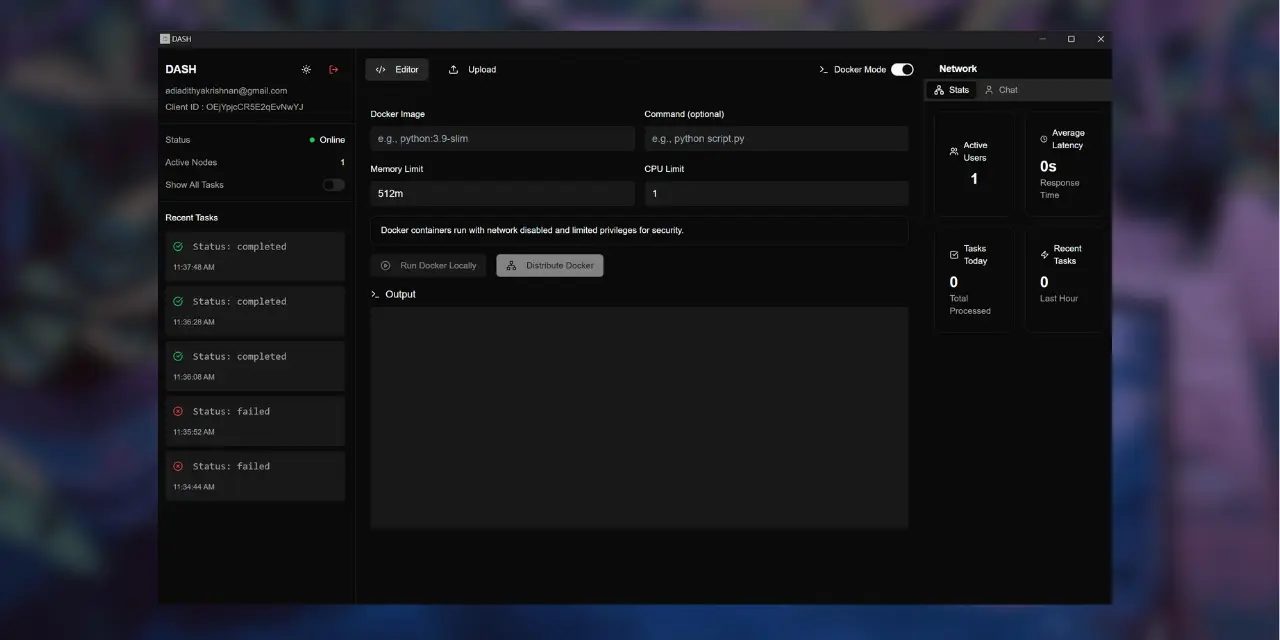 DASH
DASH
adiadithyakrishnan@gmail.com
Client ID : OEjYpjcCR5E2qEvNwYJ
Status Online
Active Nodes 1
Show All Tasks
Recent Tasks
Status: completed
11:37:48 AM
Status: completed
11:36:28 AM
Status: completed
11:36:08 AM
Status: failed
11:35:52 AM
Status: failed
11:34:44 AM
Editor Upload
Docker Mode
Docker Image
e.g., python:3.9-slim
Command (optional)
e.g., python script.py
Memory Limit
512m
CPU Limit
1
Docker containers run with network disabled and limited privileges for security.
Run Docker Locally
Distribute Docker
Output
Network
Stats Chat
Active
Users
1
Average
Latency
0s
Response
Time
Tasks
Today
0
Total
Processed
Recent
Tasks
0
Last Hour